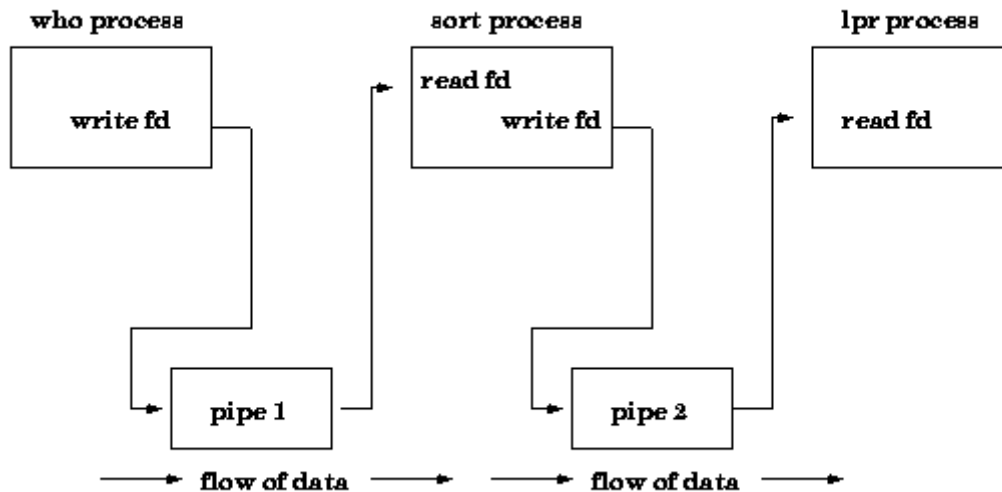 who process
sort process
lpr process
write fd
read fd
write fd
read fd
pipe 1
pipe 2
flow of data
flow of data